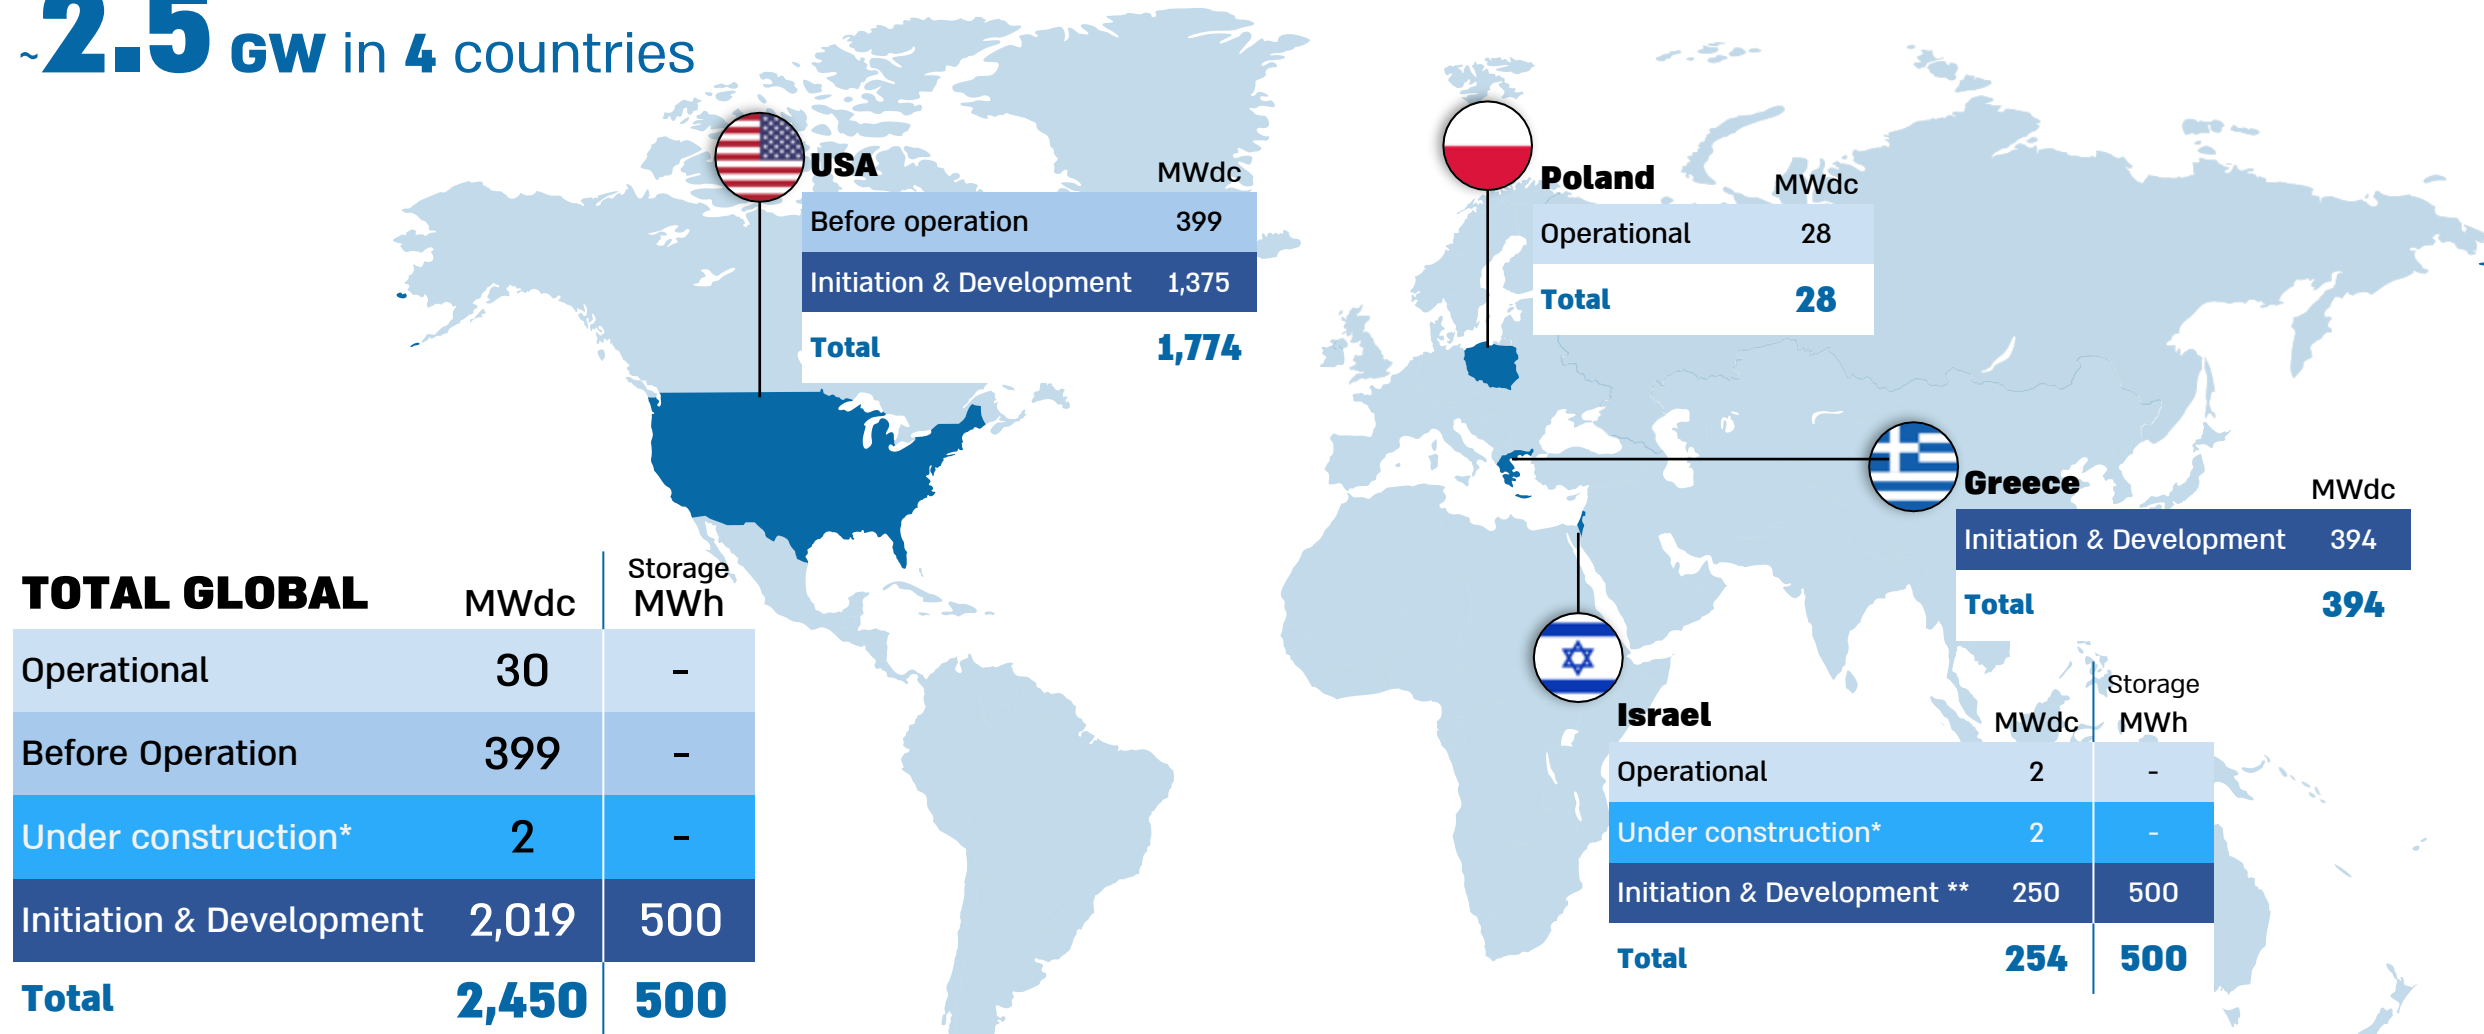 ~2.5 GW in 4 countries
USA MWdc
Before operation 399
Initiation & Development 1,375
Total 1,774
Poland MWdc
Operational 28
Total 28
Greece MWdc
Initiation & Development 394
Total 394
Israel MWdc Storage MWh
Operational 2 -
Under construction* 2 -
Initiation & Development ** 250 500
Total 254 500
TOTAL GLOBAL MWdc Storage MWh
Operational 30 -
Before Operation 399 -
Under construction* 2 -
Initiation & Development 2,019 500
Total 2,450 500